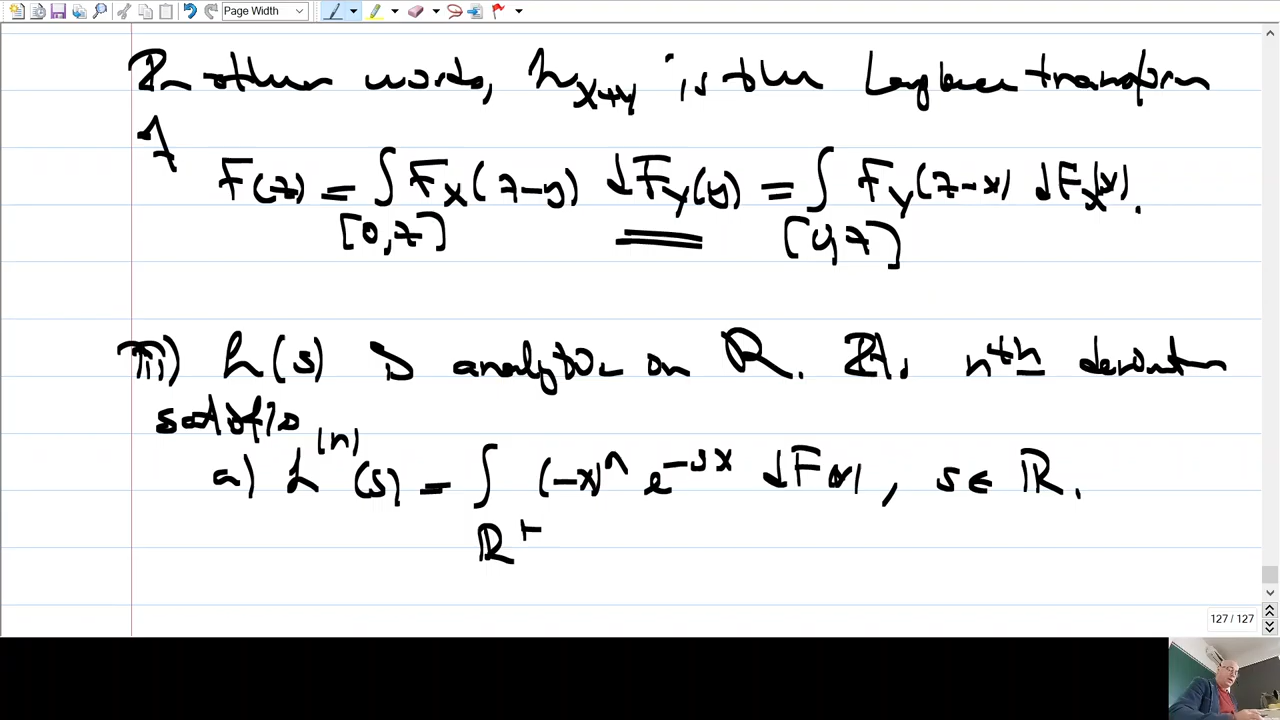 Page Width
In other words, h_{X+Y} is the Laplace transform
of
F(z) = ∫_{[0,z]} F_X(z-y) dF_Y(y) = ∫_{[0,z]} F_Y(z-x) dF_X(x).
iii) h(s) is analytic on R. Its nth derivative
satisfies
a) h^{(n)}(s) = ∫_{R^+} (-x)^n e^{-sx} dF(x), s ∈ R.
127 / 127